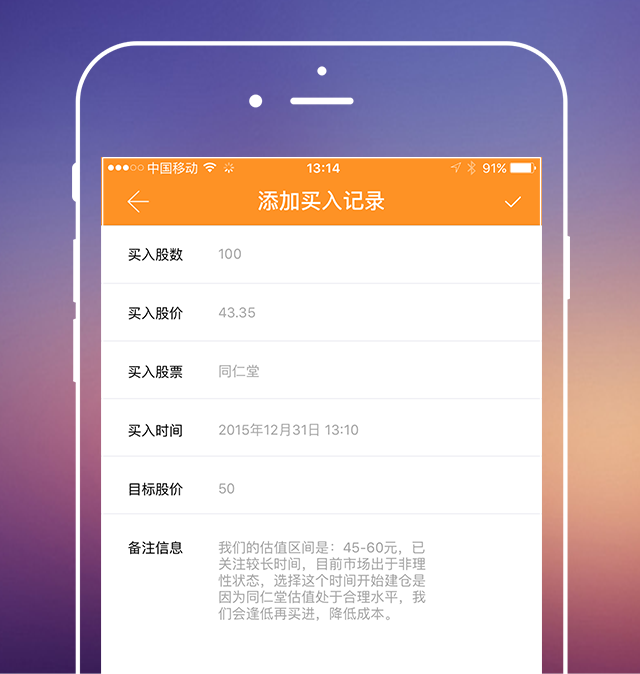 中国移动 13:14 91%
添加买入记录
买入股数 100
买入股价 43.35
买入股票 同仁堂
买入时间 2015年12月31日 13:10
目标股价 50
备注信息 我们的估值区间是：45-60元，已
关注较长时间，目前市场出于非理
性状态，选择这个时间开始建仓是
因为同仁堂估值处于合理水平，我
们会逢低再买进，降低成本。